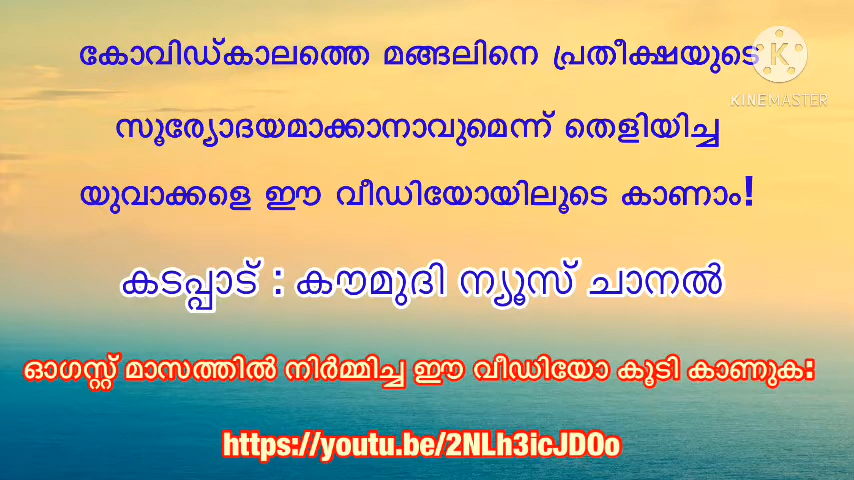 കോവിഡ്കാലത്തെ മങ്ങലിനെ പ്രതീക്ഷയുടെ
K
KINEMASTER
സൂര്യോദയമാക്കാനാവുമെന്ന് തെളിയിച്ച
യുവാക്കളെ ഈ വീഡിയോയിലൂടെ കാണാം!
കടപ്പാട് : കൗമുദി ന്യൂസ് ചാനൽ
ഓഗസ്റ്റ് മാസത്തിൽ നിർമ്മിച്ച ഈ വീഡിയോ കൂടി കാണുക:
https://youtu.be/2NLh3icJDOo